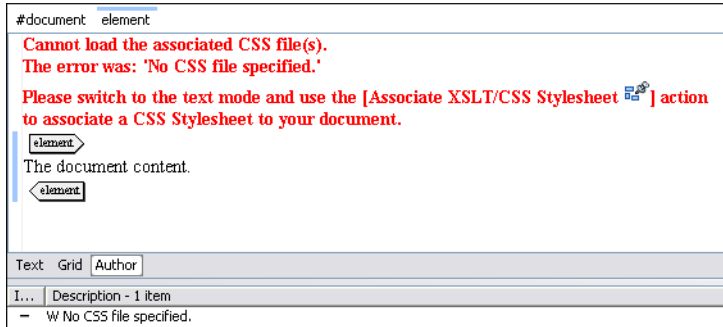 #document element
Cannot load the associated CSS file(s).
The error was: 'No CSS file specified.'
Please switch to the text mode and use the [Associate XSLT/CSS Stylesheet ] action
to associate a CSS Stylesheet to your document.
element
The document content.
element
Text Grid Author
I... Description - 1 item
W No CSS file specified.